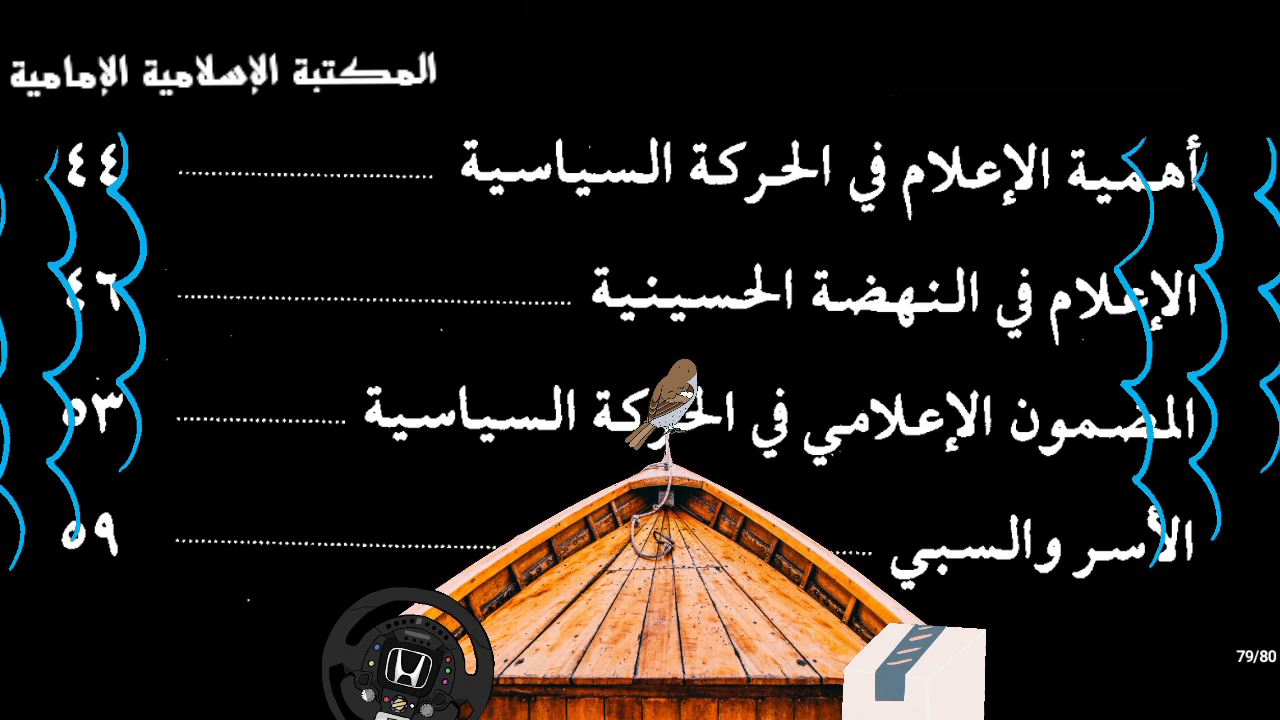 المكتبة الإسلامية الإمامية
أهمية الإعلام في الحركة السياسية ٤٤
الإعلام في النهضة الحسينية ٤٦
المضمون الإعلامي في الحركة السياسية ٥٣
الأسر والسبي ٥٩
79/80